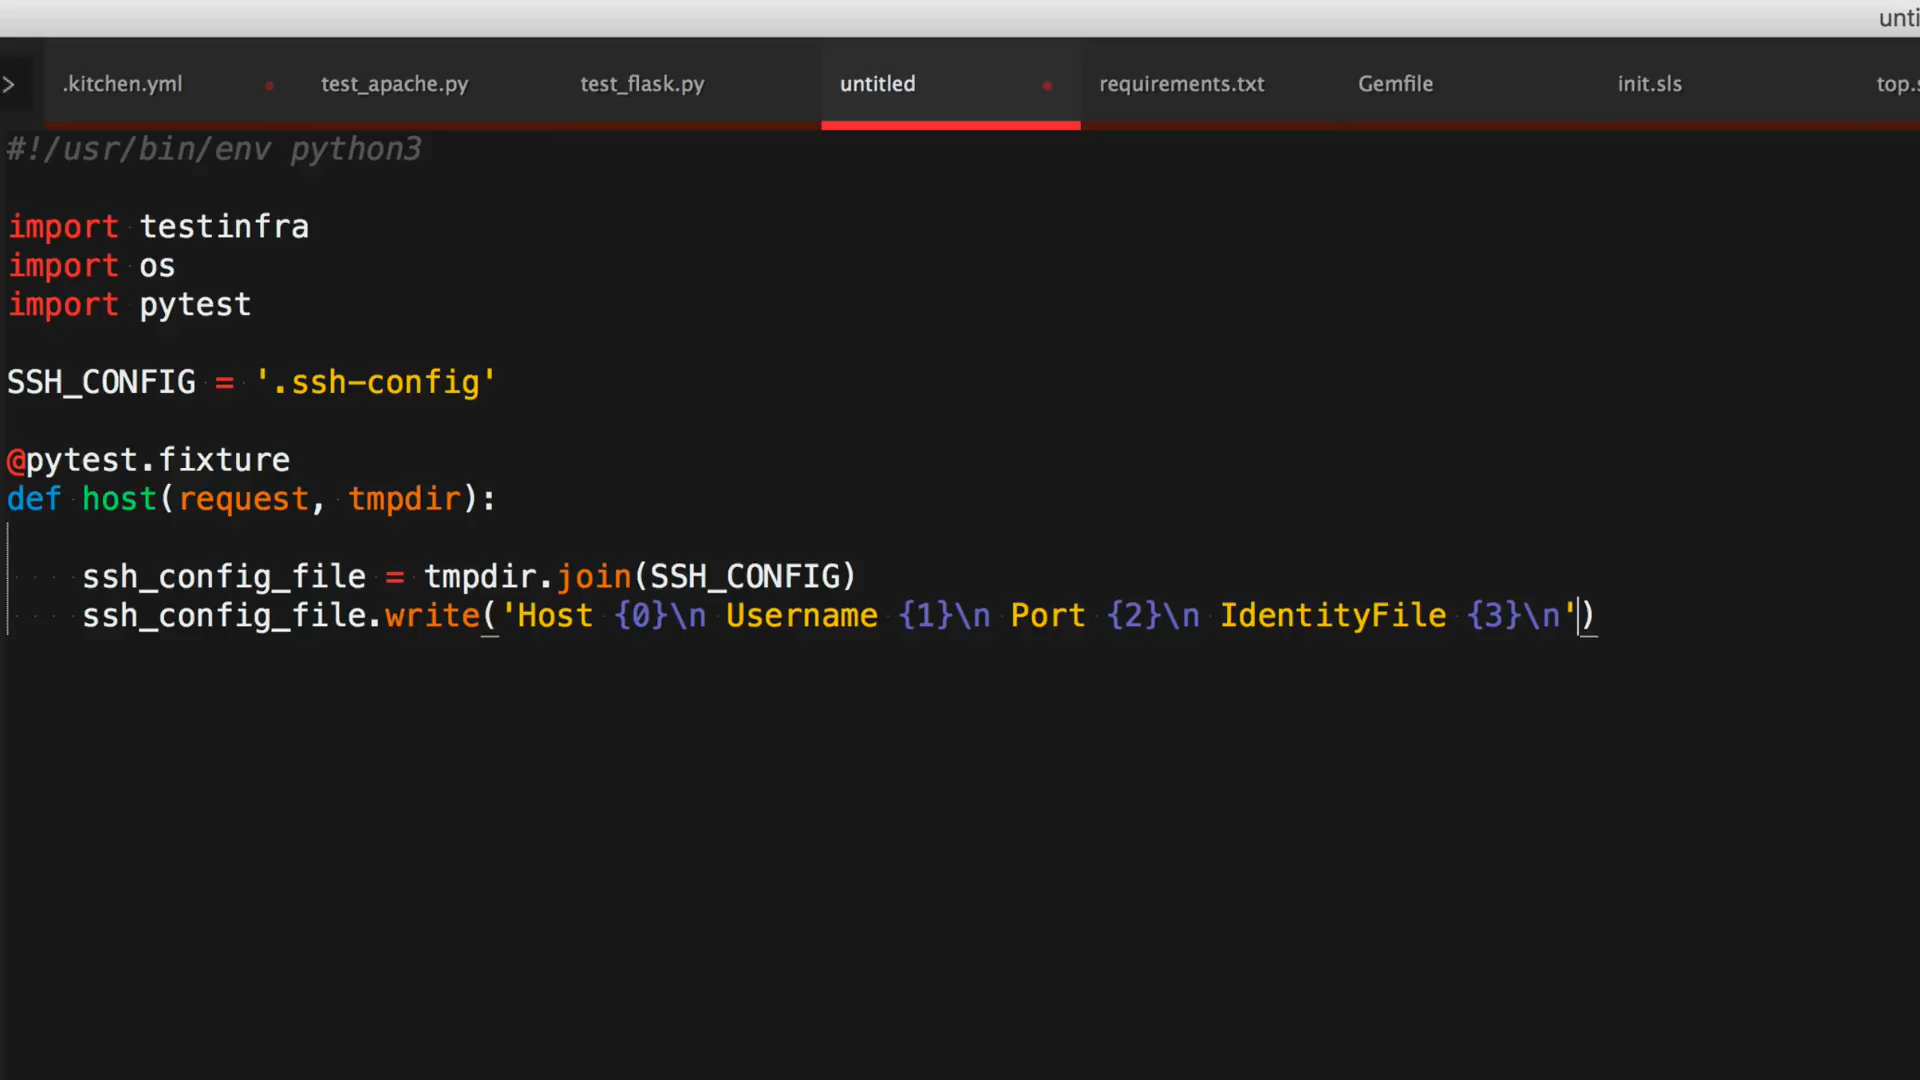 unti
> .kitchen.yml test_apache.py test_flask.py untitled requirements.txt Gemfile init.sls top.s
#!/usr/bin/env python3
import testinfra
import os
import pytest
SSH_CONFIG = '.ssh-config'
@pytest.fixture
def host(request, tmpdir):
ssh_config_file = tmpdir.join(SSH_CONFIG)
ssh_config_file.write('Host {0}\n Username {1}\n Port {2}\n IdentityFile {3}\n')